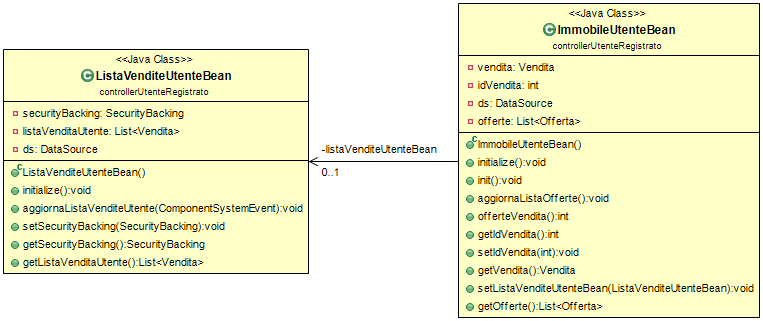 <<Java Class>>
ListaVenditeUtenteBean
controllerUtenteRegistrato
securityBacking: SecurityBacking
listaVenditaUtente: List<Vendita>
ds: DataSource
ListaVenditeUtenteBean()
initialize():void
aggiornaListaVenditeUtente(ComponentSystemEvent):void
setSecurityBacking(SecurityBacking):void
getSecurityBacking():SecurityBacking
getListaVenditaUtente():List<Vendita>
-listaVenditeUtenteBean
0..1
<<Java Class>>
ImmobileUtenteBean
controllerUtenteRegistrato
vendita: Vendita
idVendita: int
ds: DataSource
offerte: List<Offerta>
ImmobileUtenteBean()
initialize():void
init():void
aggiornaListaOfferte():void
offerteVendita():int
getIdVendita():int
setIdVendita(int):void
getVendita():Vendita
setListaVenditeUtenteBean(ListaVenditeUtenteBean):void
getOfferte():List<Offerta>